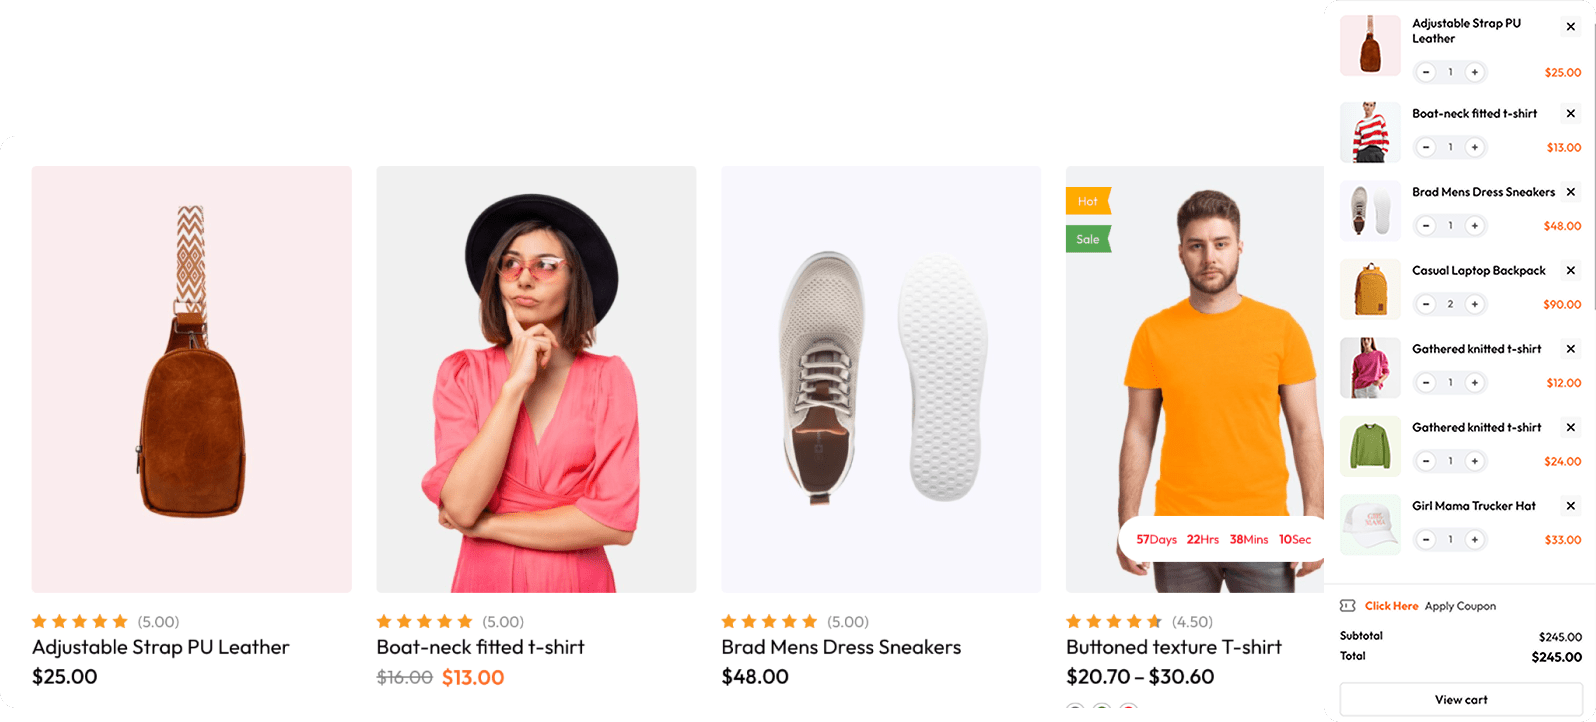 Hot
Sale
57Days 22Hrs 38Mins 10Sec
(5.00)
Adjustable Strap PU Leather
$25.00
(5.00)
Boat-neck fitted t-shirt
$16.00 $13.00
(5.00)
Brad Mens Dress Sneakers
$48.00
(4.50)
Buttoned texture T-shirt
$20.70 – $30.60
Adjustable Strap PU
Leather
- 1 + $25.00
Boat-neck fitted t-shirt
- 1 + $13.00
Brad Mens Dress Sneakers
- 1 + $48.00
Casual Laptop Backpack
- 2 + $90.00
Gathered knitted t-shirt
- 1 + $12.00
Gathered knitted t-shirt
- 1 + $24.00
GIRL
MAMA
Girl Mama Trucker Hat
- 1 + $33.00
Click Here Apply Coupon
Subtotal $245.00
Total $245.00
View cart